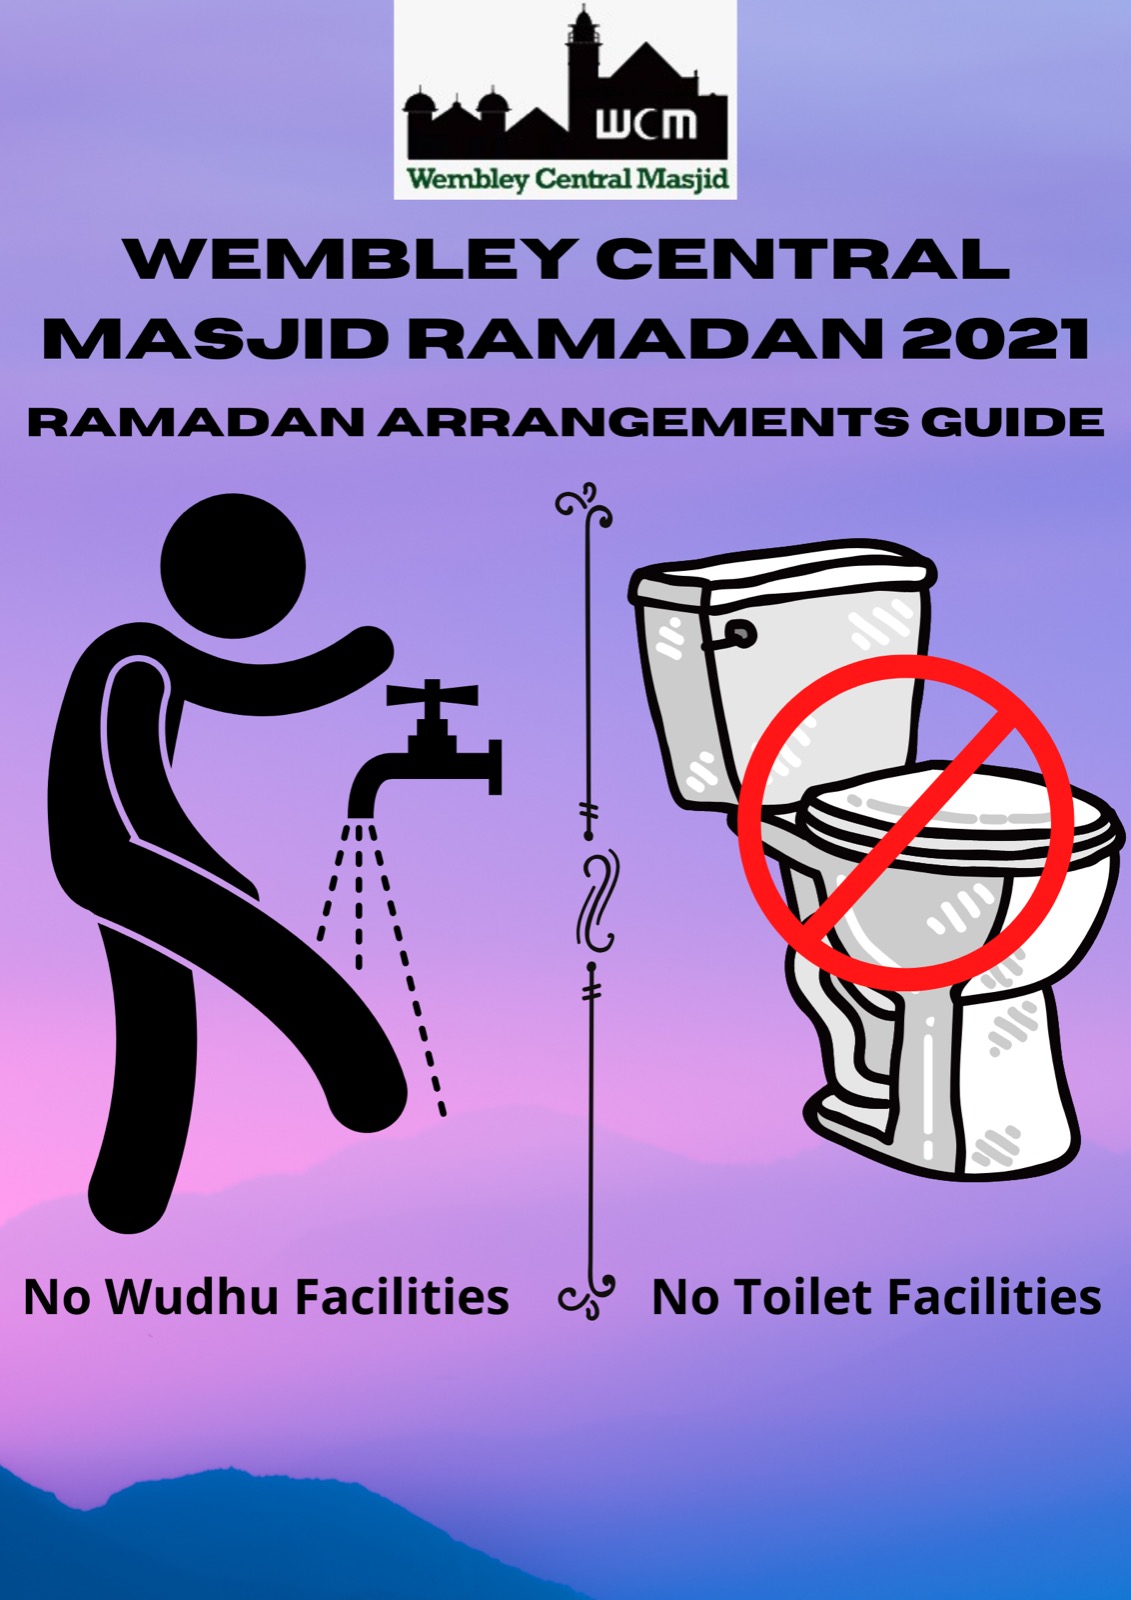 WCM
Wembley Central Masjid
WEMBLEY CENTRAL
MASJID RAMADAN 2021
RAMADAN ARRANGEMENTS GUIDE
No Wudhu Facilities
No Toilet Facilities